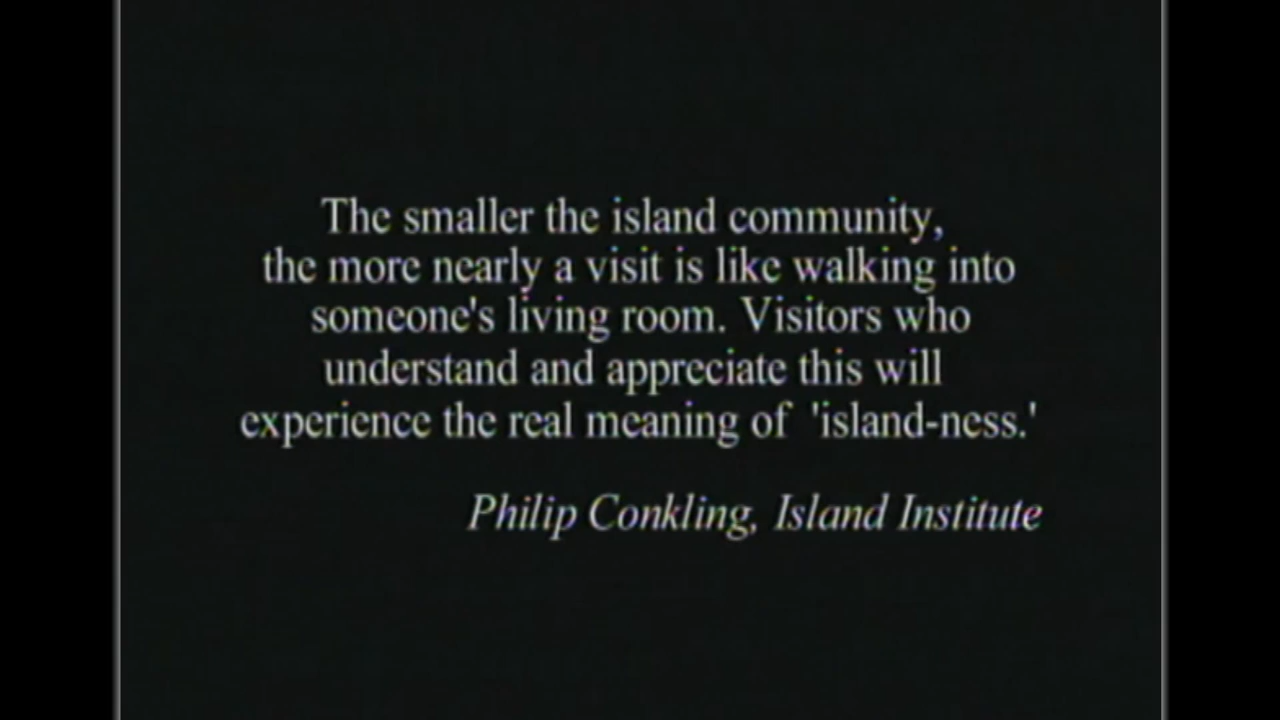 The smaller the island community,
the more nearly a visit is like walking into
someone's living room. Visitors who
understand and appreciate this will
experience the real meaning of 'island-ness.'
Philip Conkling, Island Institute